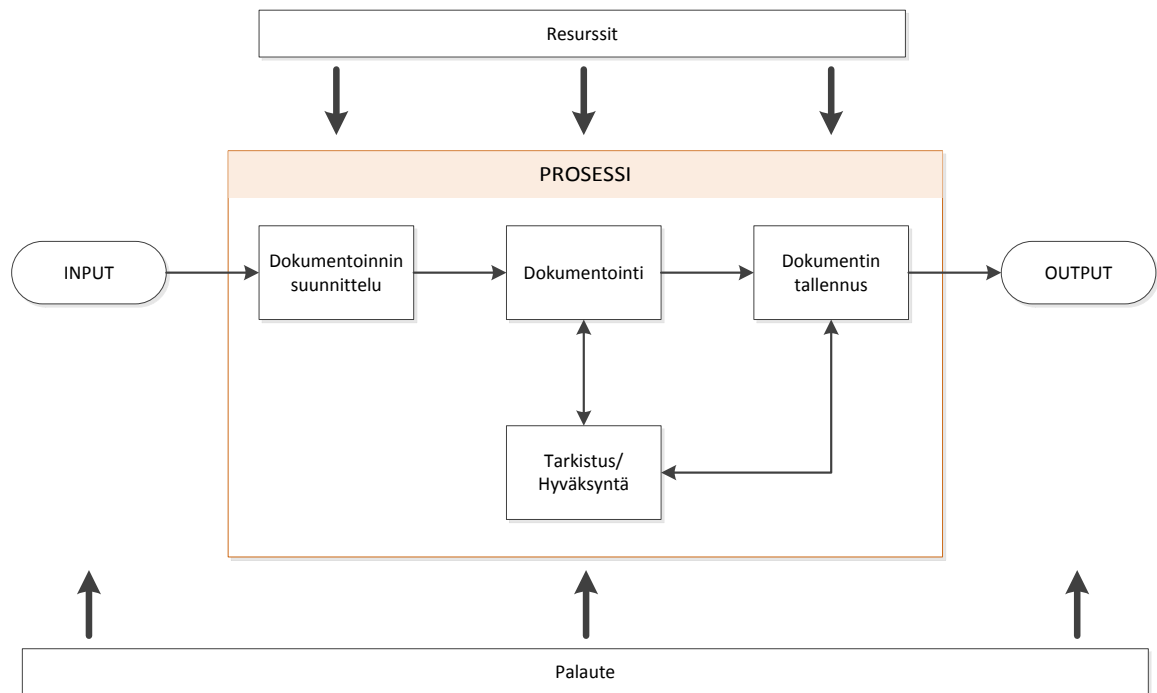 Resurssit
PROSESSI
INPUT
Dokumentoinnin
suunnittelu
Dokumentointi
Dokumentin
tallennus
OUTPUT
Tarkistus/
Hyväksyntä
Palaute